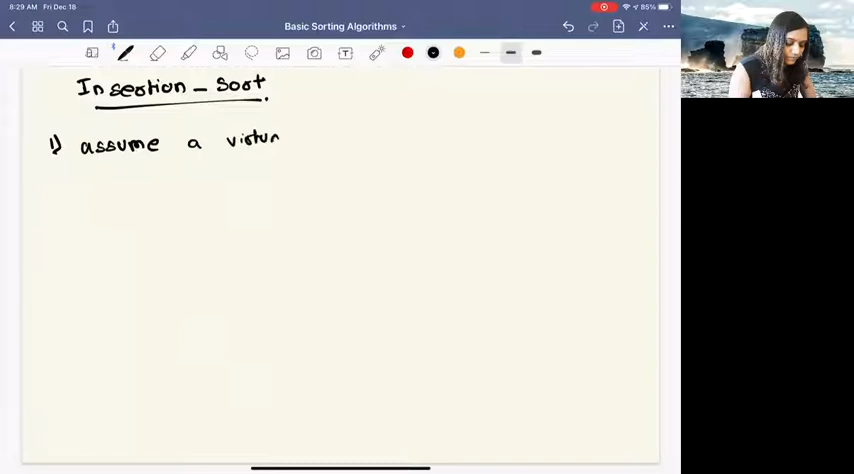 8:29 AM Fri Dec 18
85%
Basic Sorting Algorithms
Insertion - Sort
1) assume a virtu